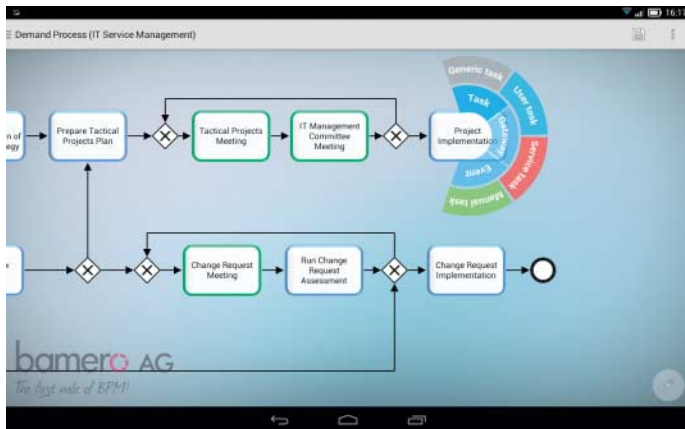 16:11
Demand Process (IT Service Management)
Generic task
User task
Task
Gateway
Service task
Event
Manual task
n of
egy
Prepare Tactical
Projects Plan
Tactical Projects
Meeting
IT Management
Committee
Meeting
Project
Implementation
Change Request
Meeting
Run Change
Request
Assessment
Change Request
Implementation
bamero AG
The first mile of BPM!